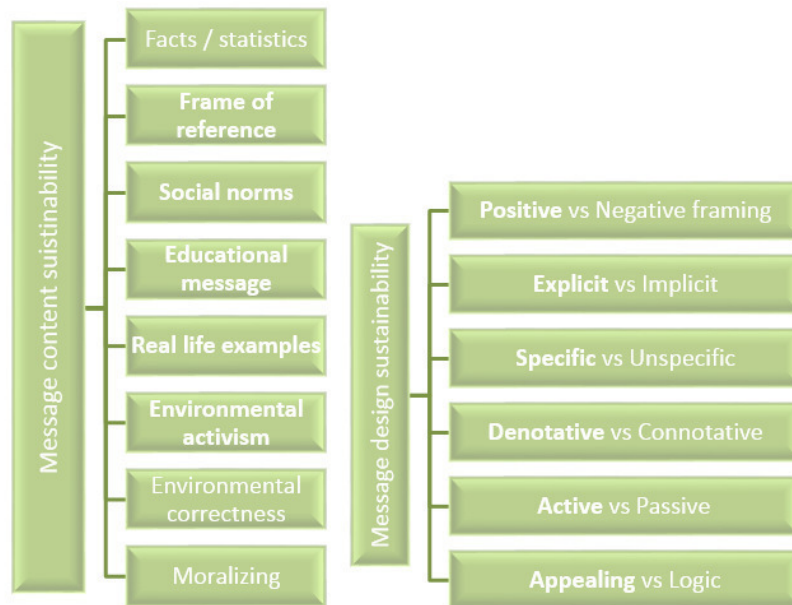 Message content suistinability
Facts / statistics
Frame of
reference
Social norms
Educational
message
Real life examples
Environmental
activism
Environmental
correctness
Moralizing
Message design sustainability
Positive vs Negative framing
Explicit vs Implicit
Specific vs Unspecific
Denotative vs Connotative
Active vs Passive
Appealing vs Logic